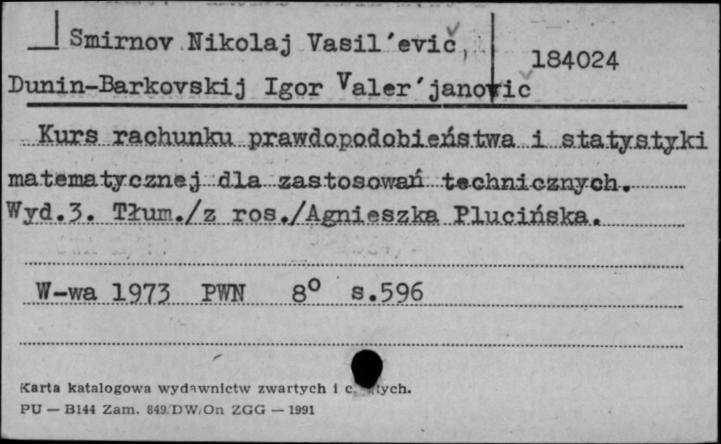 Smirnov Nikolaj Vasil'evič,
184024
Dunin-Barkovskij Igor Valer'janovič
Kurs rachunku prawdopodobieństwa i statystyki
matematycznej dla zastosowań technicznych.
Wyd.3. Tłum./z ros./Agnieszka Plucińska.
W-wa 1973 PWN 8° s.596
Karta katalogowa wydawnictw zwartych i
PU — B144 Zam. 849/DW/On ZGG — 1991